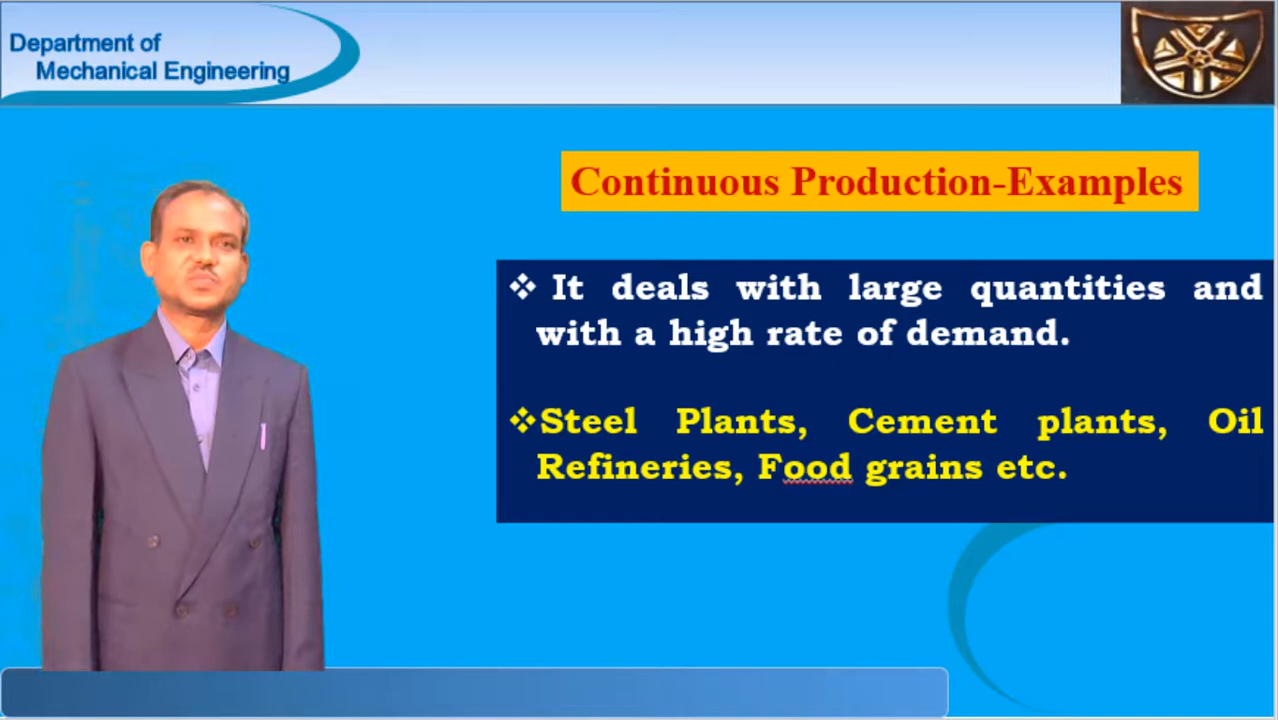 Department of
Mechanical Engineering
Continuous Production-Examples
❖ It deals with large quantities and
with a high rate of demand.
❖Steel Plants, Cement plants, Oil
Refineries, Food grains etc.